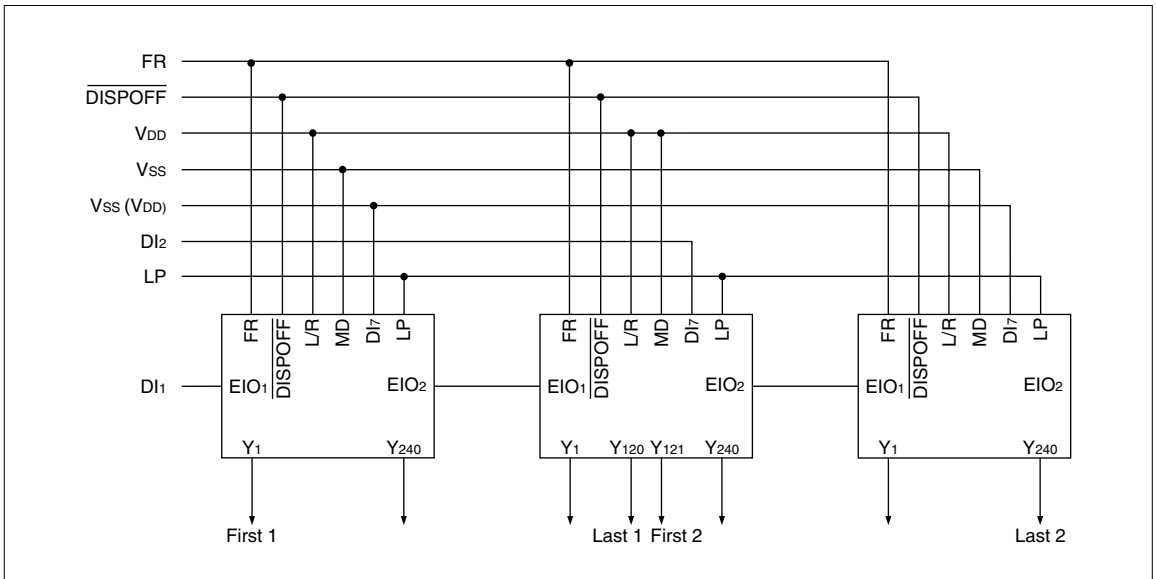 FR
DISPOFF
VDD
VSS
VSS (VDD)
DI2
LP
FR DISPOFF L/R MD DI7 LP
FR DISPOFF L/R MD DI7 LP
FR DISPOFF L/R MD DI7 LP
DI1 EIO1 EIO2 EIO1 EIO2 EIO1 EIO2
Y1 Y240 Y1 Y120 Y121 Y240 Y1 Y240
First 1 Last 1 First 2 Last 2